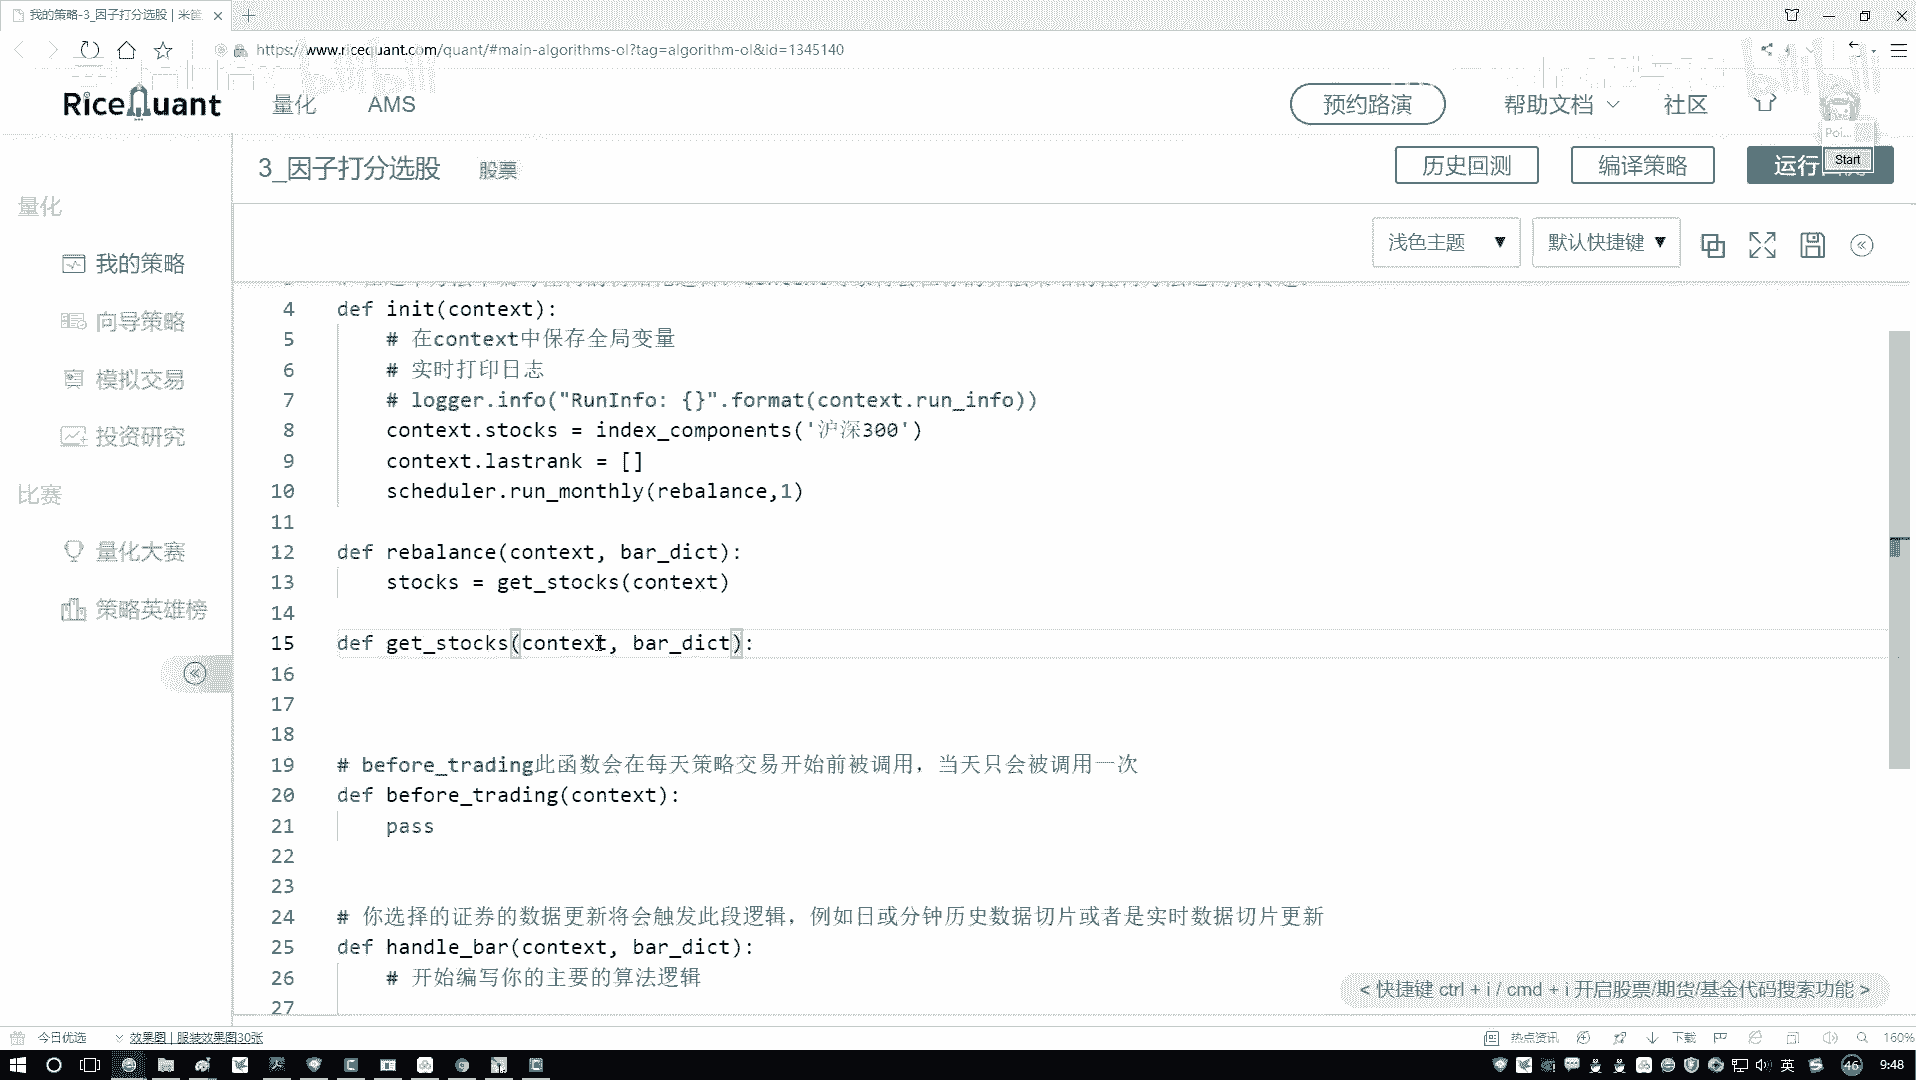 我的策略-3_因子打分选股 | 米筐
https://www.ricequant.com/quant/#main-algorithms-ol?tag=algorithm-ol&id=1345140
RiceQuant 量化 AMS 预约路演 帮助文档 社区
Poi...
3_因子打分选股 股票 历史回测 编译策略 运行 Start
浅色主题 ▼ 默认快捷键 ▼
量化
我的策略
向导策略
模拟交易
投资研究
比赛
量化大赛
策略英雄榜
4 def init(context):
5 # 在context中保存全局变量
6 # 实时打印日志
7 # logger.info("RunInfo: {}".format(context.run_info))
8 context.stocks = index_components('沪深300')
9 context.lastrank = []
10 scheduler.run_monthly(rebalance,1)
11
12 def rebalance(context, bar_dict):
13 stocks = get_stocks(context)
14
15 def get_stocks(context, bar_dict):
16
17
18
19 # before_trading此函数会在每天策略交易开始前被调用，当天只会被调用一次
20 def before_trading(context):
21 pass
22
23
24 # 你选择的证券的数据更新将会触发此段逻辑，例如日或分钟历史数据切片或者是实时数据切片更新
25 def handle_bar(context, bar_dict):
26 # 开始编写你的主要的算法逻辑
27
< 快捷键 ctrl + i / cmd + i 开启股票/期货/基金代码搜索功能 >
今日优选 效果图 | 服装效果图30张 热点资讯 下载 160%
英 46 9:48